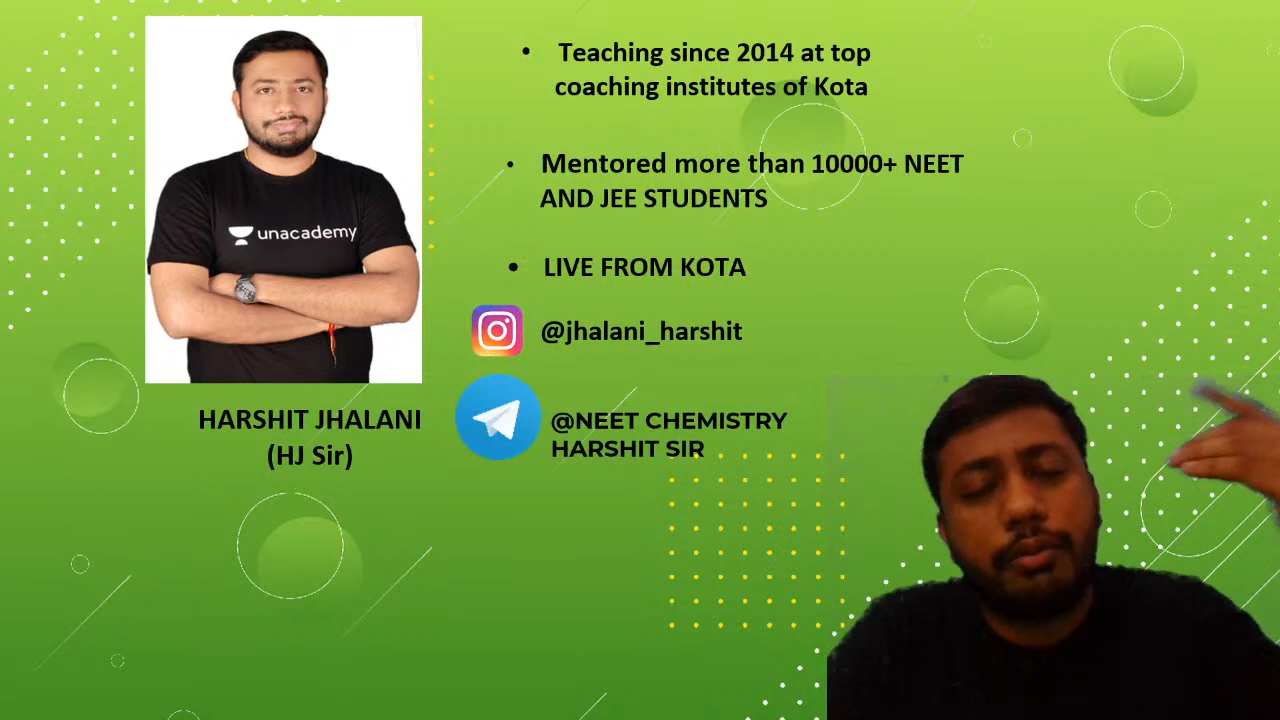 unacademy
HARSHIT JHALANI
(HJ Sir)
• Teaching since 2014 at top
coaching institutes of Kota
• Mentored more than 10000+ NEET
AND JEE STUDENTS
• LIVE FROM KOTA
@jhalani_harshit
@NEET CHEMISTRY
HARSHIT SIR